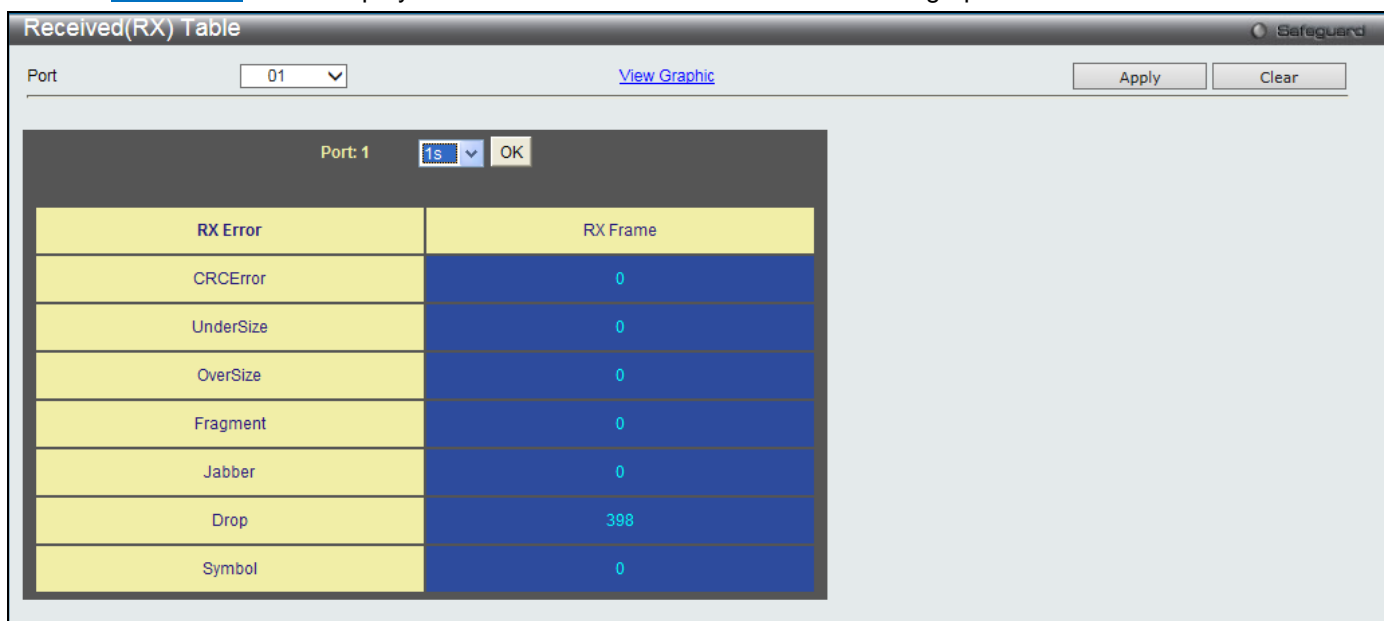 Received(RX) Table
Safeguard
Port 01 View Graphic Apply Clear
Port: 1 1s OK
RX Error RX Frame
CRCError 0
UnderSize 0
OverSize 0
Fragment 0
Jabber 0
Drop 398
Symbol 0